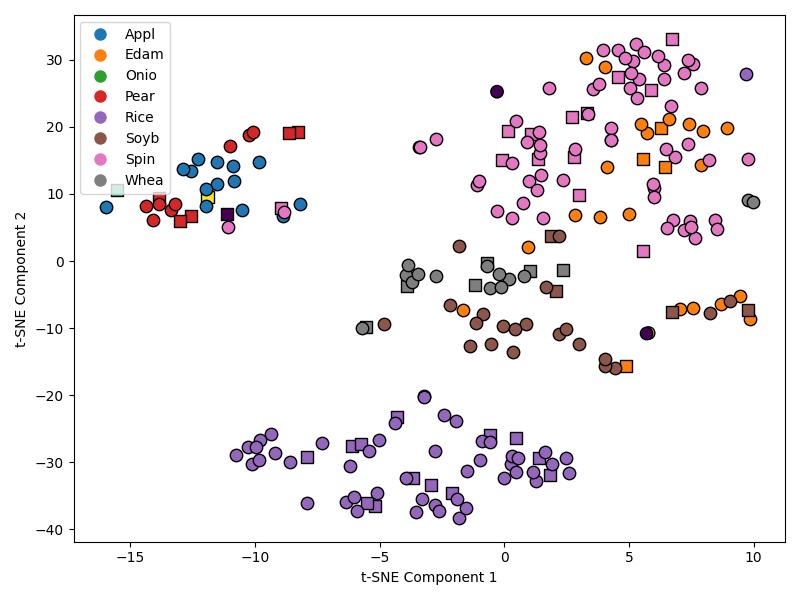 Appl
Edam
Onio
Pear
Rice
Soyb
Spin
Whea
30
20
10
0
−10
−20
−30
−40
t-SNE Component 2
−15
−10
−5
0
5
10
t-SNE Component 1